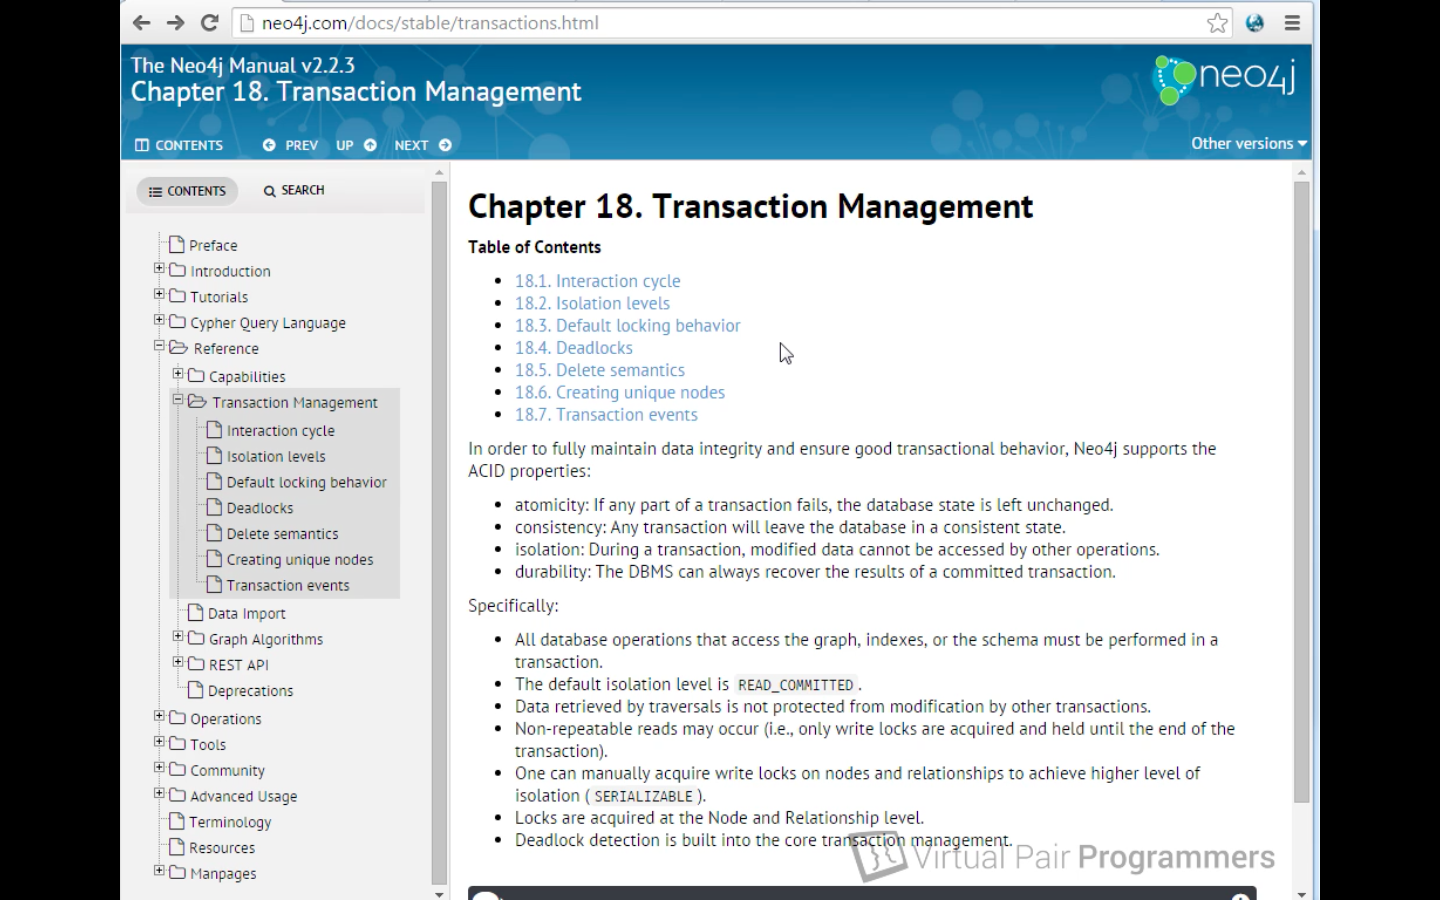 neo4j.com/docs/stable/transactions.html
The Neo4j Manual v2.2.3
Chapter 18. Transaction Management
neo4j
CONTENTS PREV UP NEXT
Other versions
CONTENTS SEARCH
Preface
Introduction
Tutorials
Cypher Query Language
Reference
Capabilities
Transaction Management
Interaction cycle
Isolation levels
Default locking behavior
Deadlocks
Delete semantics
Creating unique nodes
Transaction events
Data Import
Graph Algorithms
REST API
Deprecations
Operations
Tools
Community
Advanced Usage
Terminology
Resources
Manpages
Chapter 18. Transaction Management
Table of Contents
18.1. Interaction cycle
18.2. Isolation levels
18.3. Default locking behavior
18.4. Deadlocks
18.5. Delete semantics
18.6. Creating unique nodes
18.7. Transaction events
In order to fully maintain data integrity and ensure good transactional behavior, Neo4j supports the
ACID properties:
atomicity: If any part of a transaction fails, the database state is left unchanged.
consistency: Any transaction will leave the database in a consistent state.
isolation: During a transaction, modified data cannot be accessed by other operations.
durability: The DBMS can always recover the results of a committed transaction.
Specifically:
All database operations that access the graph, indexes, or the schema must be performed in a
transaction.
The default isolation level is READ_COMMITTED.
Data retrieved by traversals is not protected from modification by other transactions.
Non-repeatable reads may occur (i.e., only write locks are acquired and held until the end of the
transaction).
One can manually acquire write locks on nodes and relationships to achieve higher level of
isolation (SERIALIZABLE).
Locks are acquired at the Node and Relationship level.
Deadlock detection is built into the core transaction management.
Virtual Pair Programmers